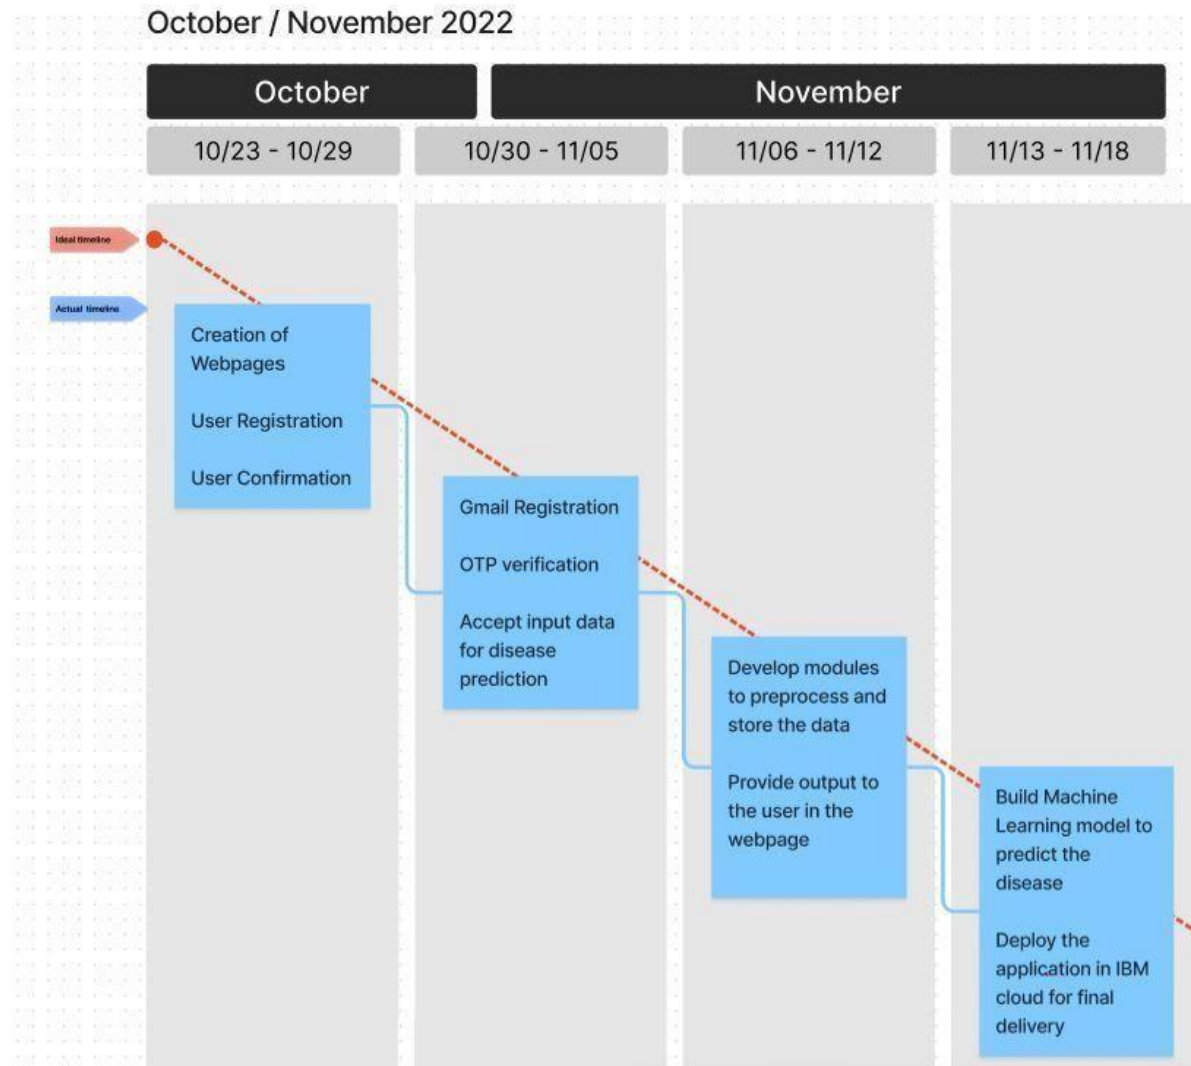 October / November 2022
October
November
10/23 - 10/29
10/30 - 11/05
11/06 - 11/12
11/13 - 11/18
Ideal timeline
Actual timeline
Creation of
Webpages
User Registration
User Confirmation
Gmail Registration
OTP verification
Accept input data
for disease
prediction
Develop modules
to preprocess and
store the data
Provide output to
the user in the
webpage
Build Machine
Learning model to
predict the
disease
Deploy the
application in IBM
cloud for final
delivery